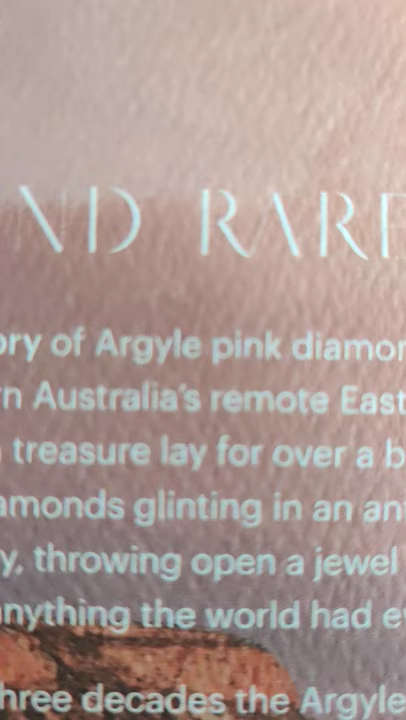 ND RARE
ory of Argyle pink diamon
rn Australia's remote East
treasure lay for over a b
amonds glinting in an an
y, throwing open a jewel
anything the world had e
three decades the Argyle